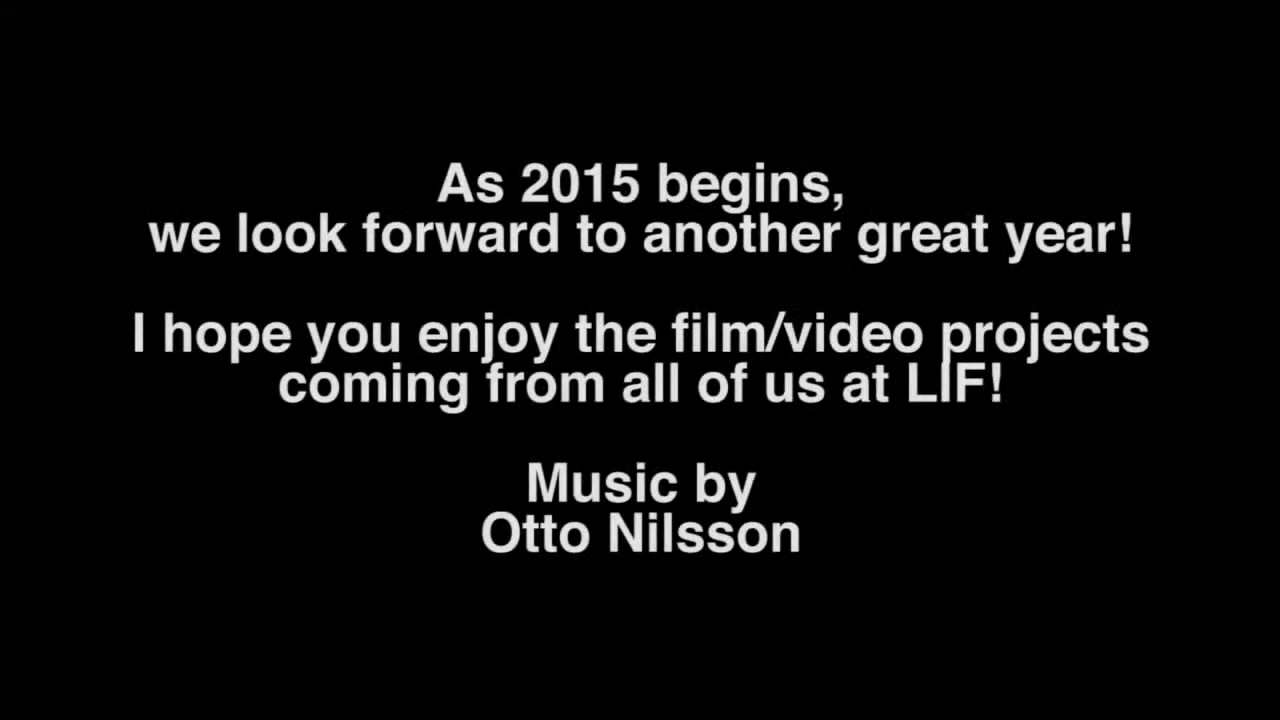 As 2015 begins,
we look forward to another great year!
I hope you enjoy the film/video projects
coming from all of us at LIF!
Music by
Otto Nilsson